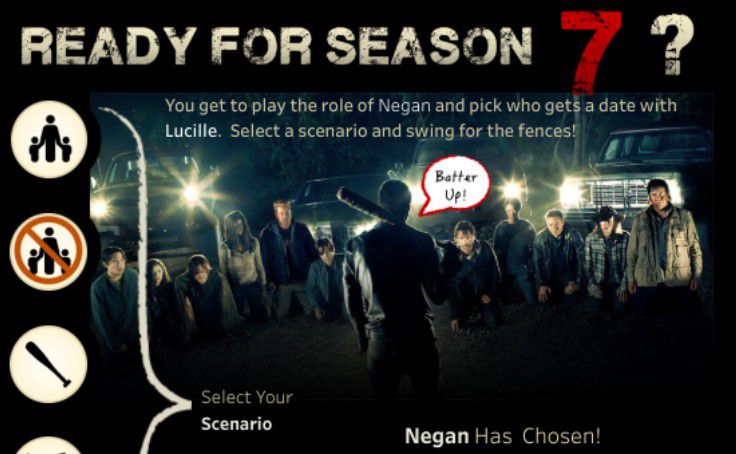 READY FOR SEASON 7 ?
You get to play the role of Negan and pick who gets a date with
Lucille. Select a scenario and swing for the fences!
Batter
Up!
Select Your
Scenario
Negan Has Chosen!